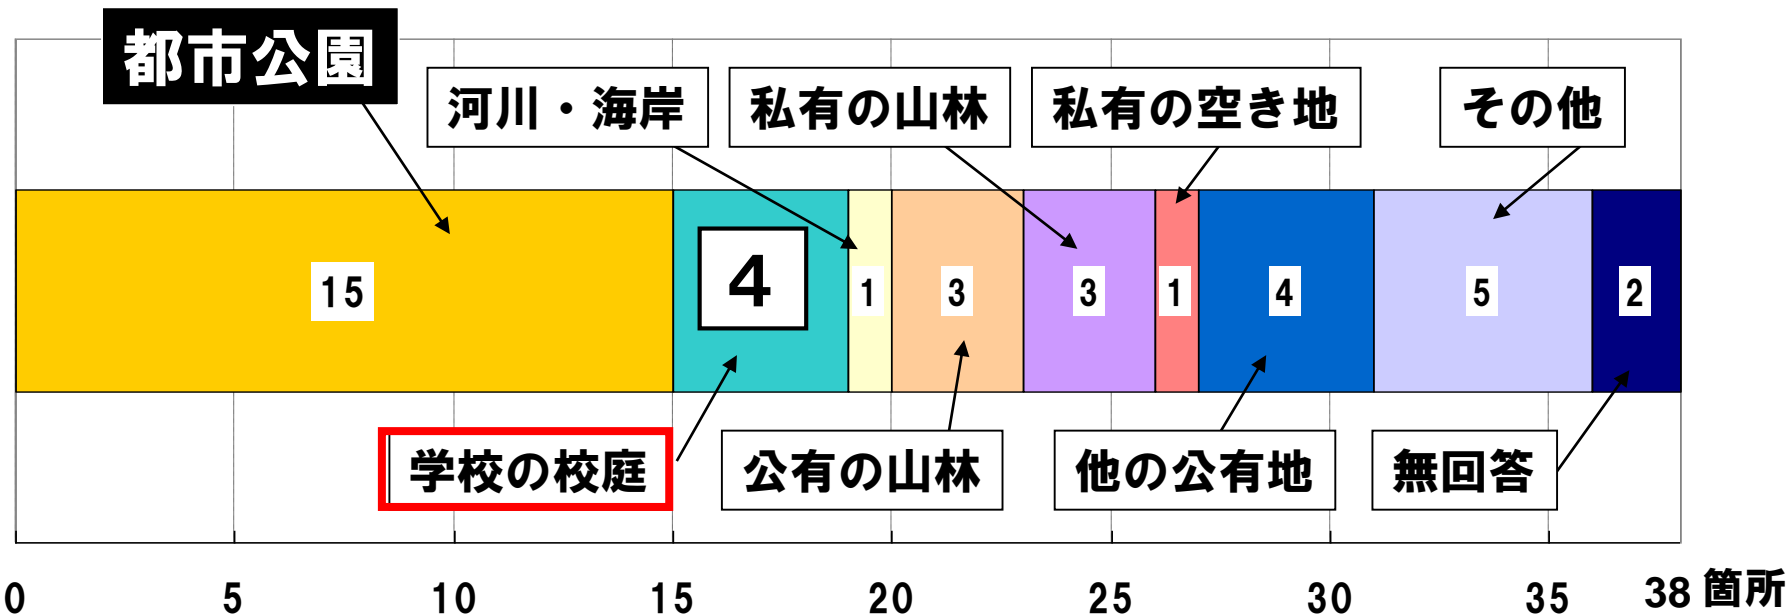 都市公園
河川・海岸
私有の山林
私有の空き地
その他
15
4
1
3
3
1
4
5
2
学校の校庭
公有の山林
他の公有地
無回答
0 5 10 15 20 25 30 35 38 箇所